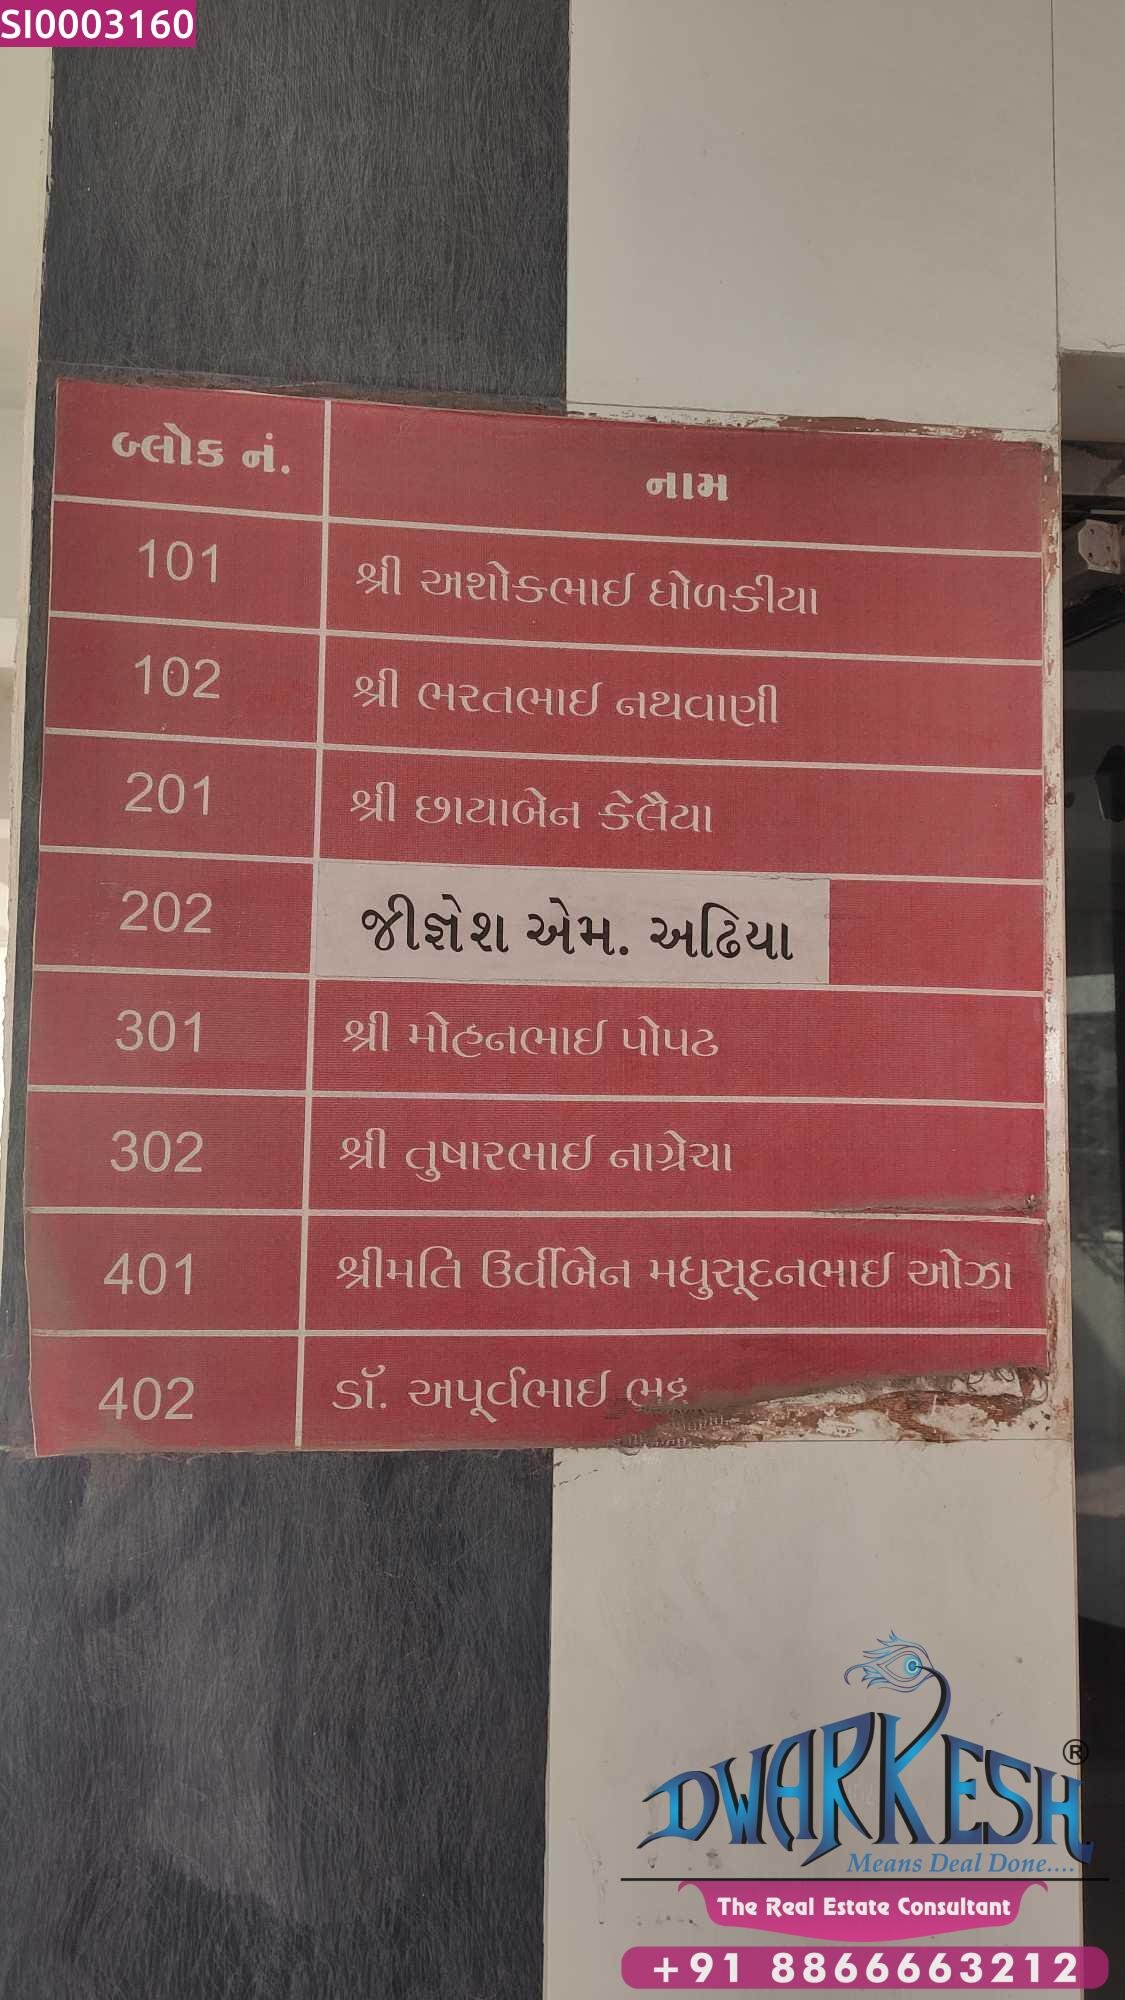 SI0003160
બ્લોક નં. નામ
101 શ્રી અશોકભાઈ ધોળકીયા
102 શ્રી ભરતભાઈ નથવાણી
201 શ્રી છાયાબેન કેલૈયા
202 જીજ્ઞેશ એમ. અઢિયા
301 શ્રી મોહનભાઈ પોપટ
302 શ્રી તુષારભાઈ નાગ્રેચા
401 શ્રીમતિ ઉર્વીબેન મધુસૂદનભાઈ ઓઝા
402 ડૉ. અપૂર્વભાઈ ભટ્ટ
DWARKESH®
Means Deal Done....
The Real Estate Consultant
+91 8866663212